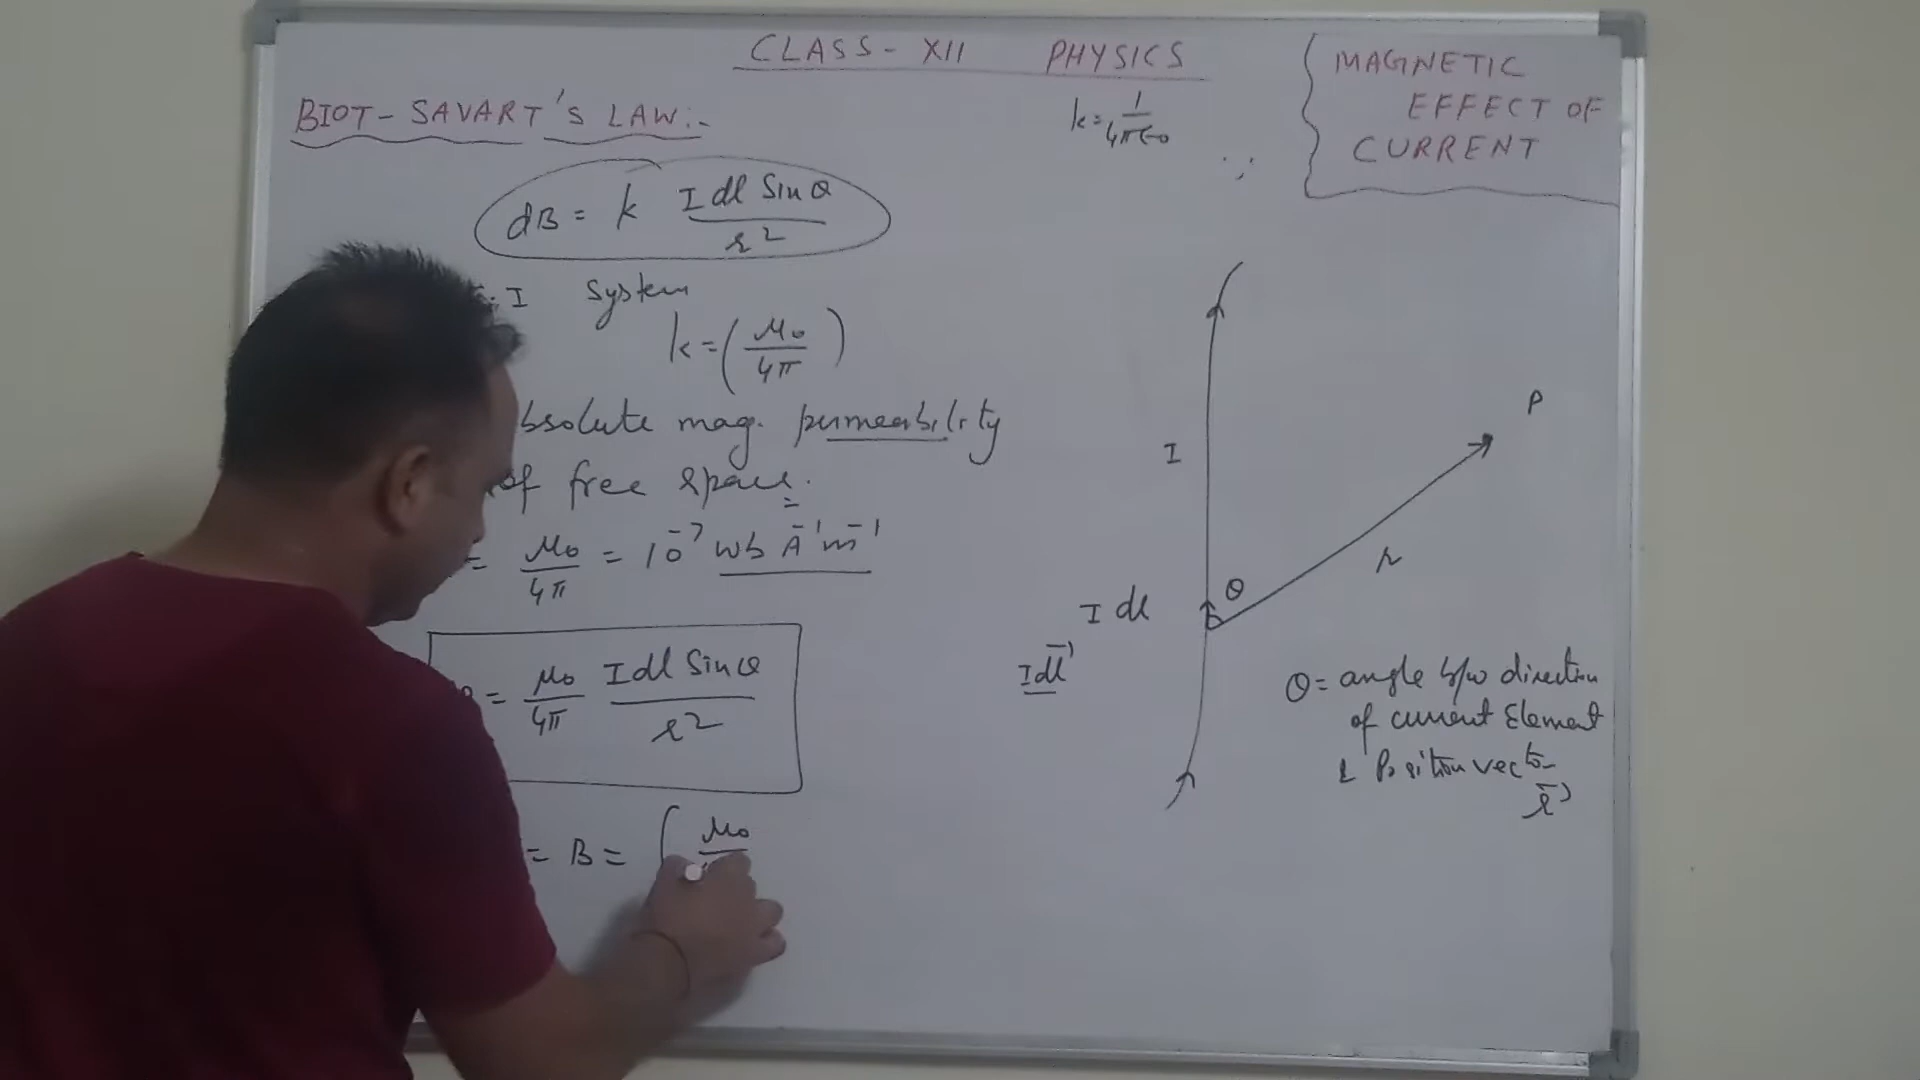 CLASS - XII PHYSICS
MAGNETIC
EFFECT OF
CURRENT
BIOT - SAVART'S LAW :-
k = 1/4πε0
dB = k I dl Sin θ / r2
I System
k = (μ0/4π)
bsolute mag. permeability
of free space.
= μ0/4π = 10^-7 wb A^-1 m^-1
= μ0/4π I dl Sin θ / r2
= B = ∫ μ0
I
P
r
θ
I dl
I dl→
θ = angle b/w direction
of current Element
& Position vector
r→